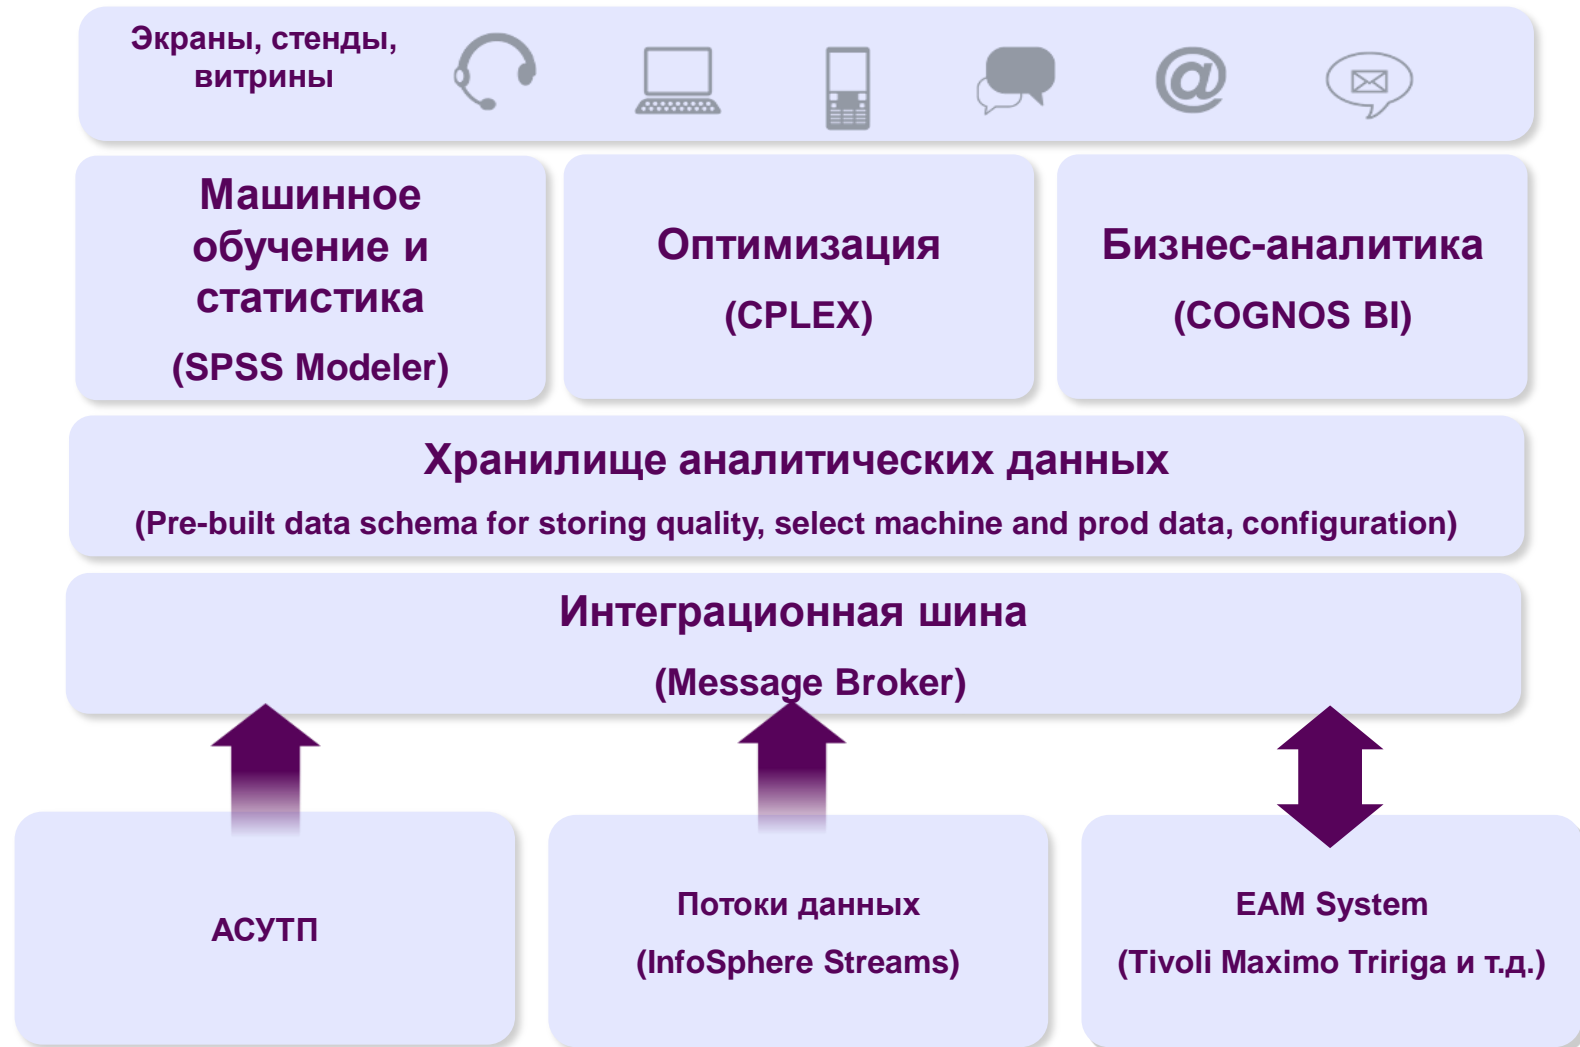 Экраны, стенды,
витрины
@
Машинное
обучение и
статистика
(SPSS Modeler)
Оптимизация
(CPLEX)
Бизнес-аналитика
(COGNOS BI)
Хранилище аналитических данных
(Pre-built data schema for storing quality, select machine and prod data, configuration)
Интеграционная шина
(Message Broker)
АСУТП
Потоки данных
(InfoSphere Streams)
EAM System
(Tivoli Maximo Tririga и т.д.)